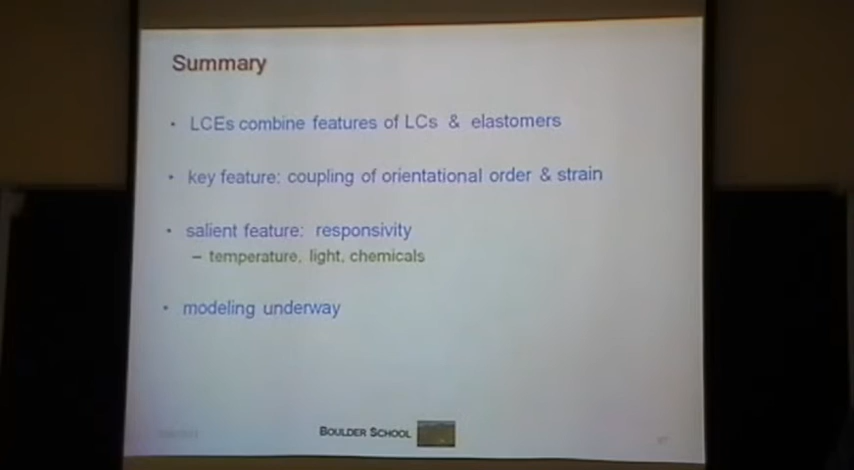 Summary
• LCEs combine features of LCs & elastomers
• key feature: coupling of orientational order & strain
• salient feature: responsivity
– temperature, light, chemicals
• modeling underway
BOULDER SCHOOL